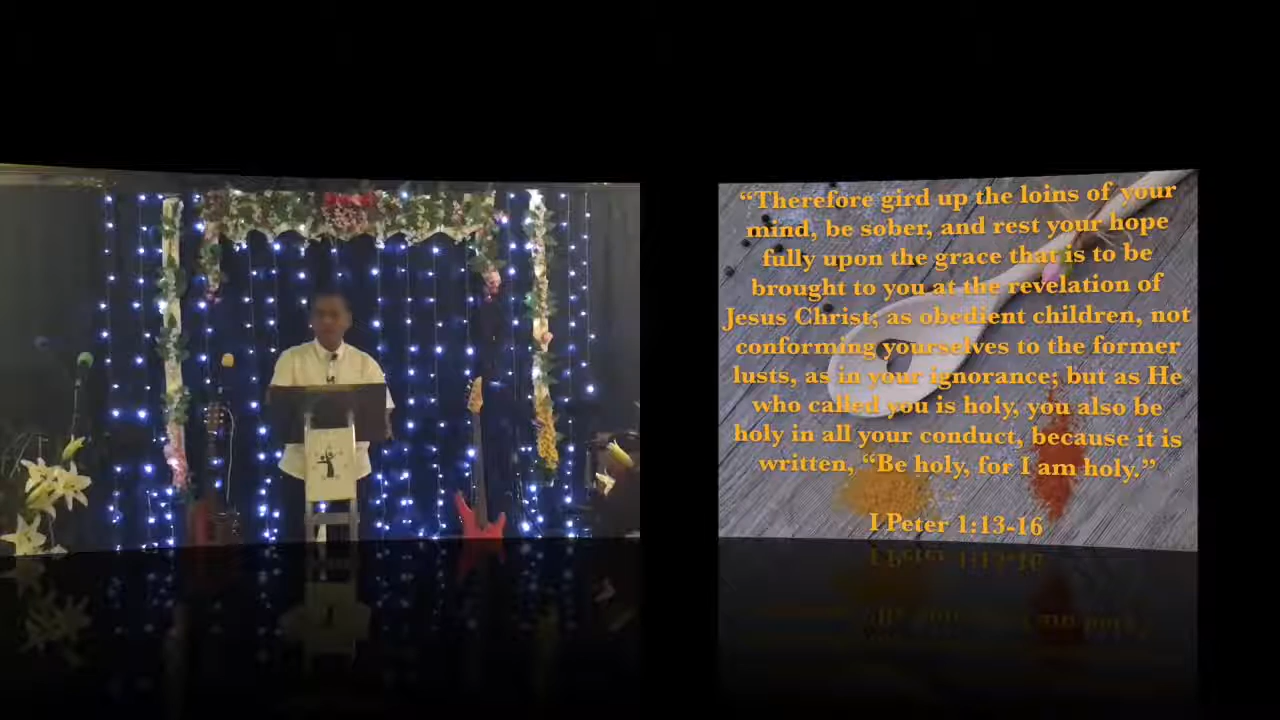 “Therefore gird up the loins of your
mind, be sober, and rest your hope
fully upon the grace that is to be
brought to you at the revelation of
Jesus Christ; as obedient children, not
conforming yourselves to the former
lusts, as in your ignorance; but as He
who called you is holy, you also be
holy in all your conduct, because it is
written, “Be holy, for I am holy.”
I Peter 1:13-16